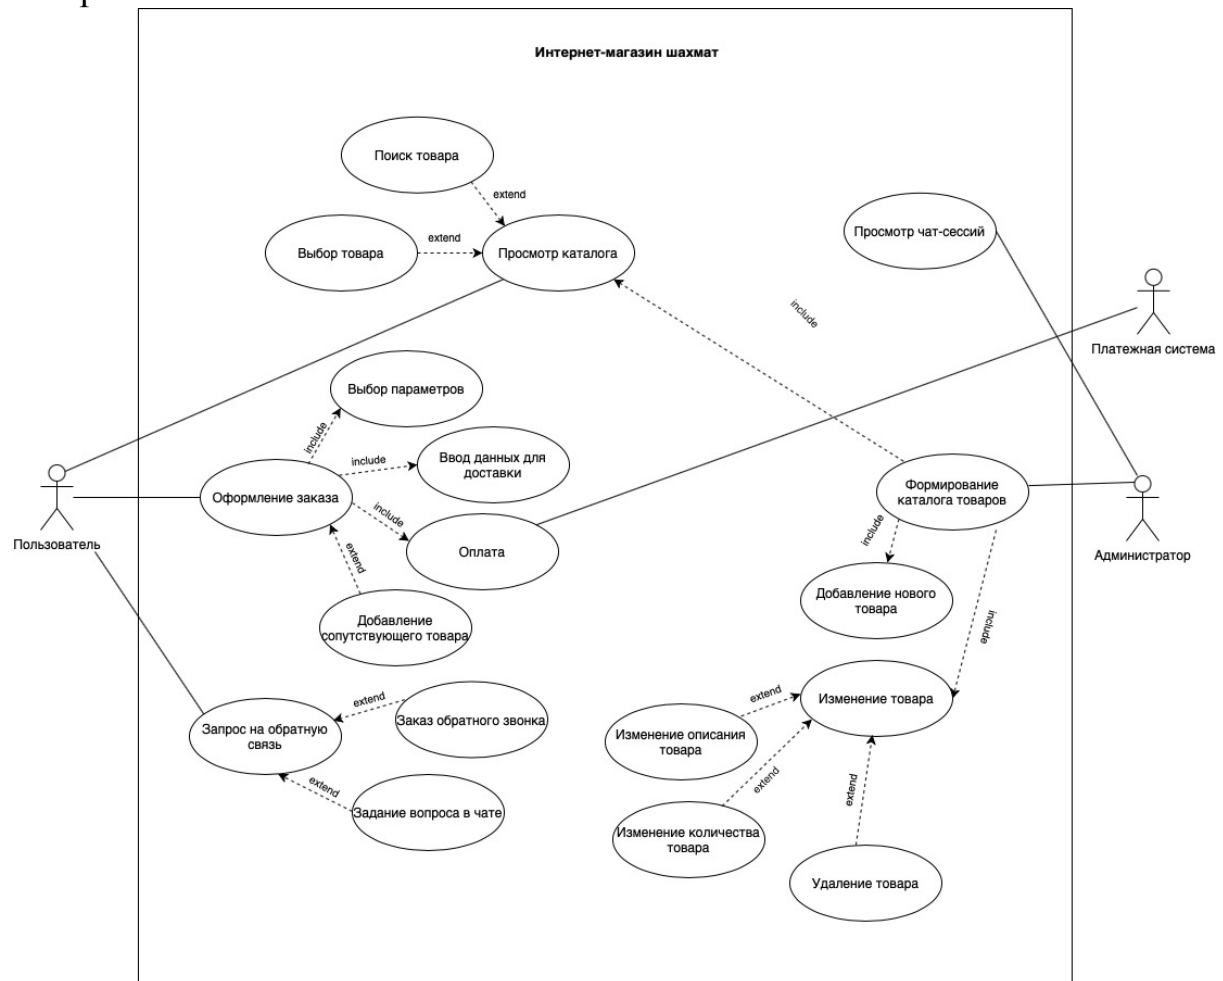 Интернет-магазин шахмат
Поиск товара
extend
Выбор товара
extend
Просмотр каталога
Просмотр чат-сессий
include
Платежная система
Выбор параметров
include
include
Ввод данных для
доставки
Оформление заказа
include
Оплата
Пользователь
extend
Добавление
сопутствующего товара
Формирование
каталога товаров
Администратор
include
Добавление нового
товара
include
Запрос на обратную
связь
extend
Заказ обратного звонка
extend
Задание вопроса в чате
Изменение товара
extend
Изменение описания
товара
extend
Изменение количества
товара
extend
Удаление товара